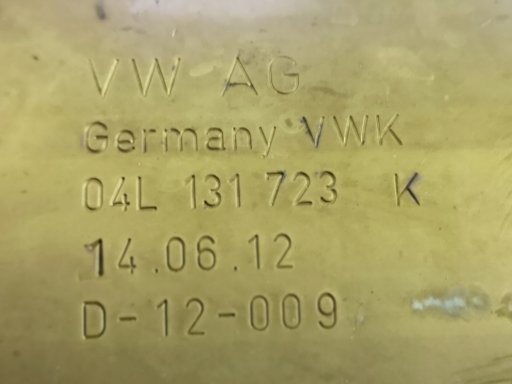 VW AG
Germany VWK
04L 131 723 K
14.06.12
D-12-009